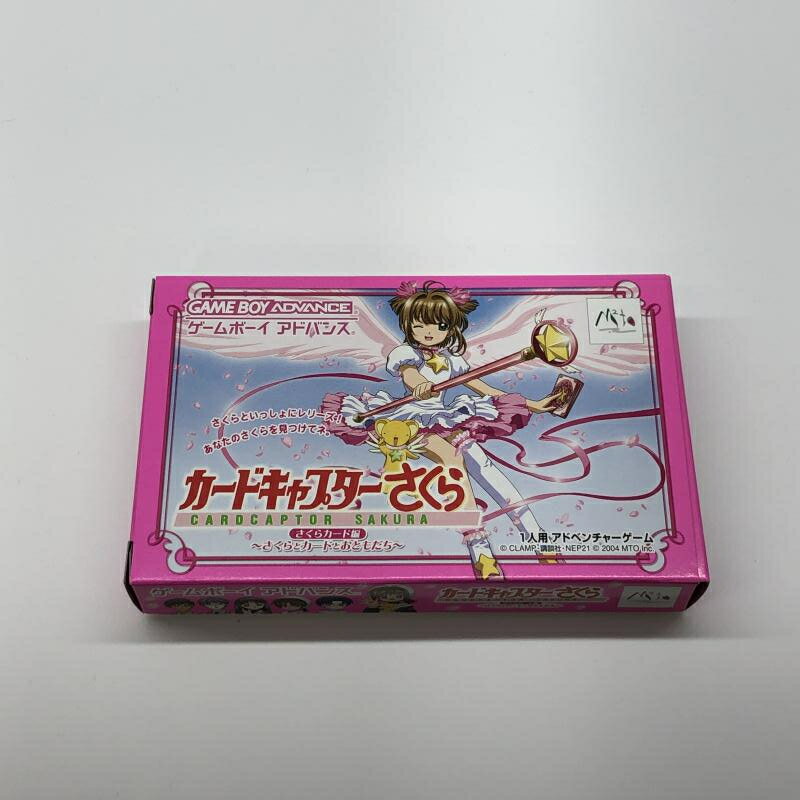 GAME BOY ADVANCE
ゲームボーイ アドバンス
さくらといっしょにレリーズ!
あなたのさくらを見つけてネ。
カードキャプターさくら
CARDCAPTOR SAKURA
さくらカード編
～さくらとカードとおともだち～
1人用・アドベンチャーゲーム
© CLAMP・講談社・NEP21 © 2004 MTO Inc.
ゲームボーイ アドバンス
カードキャプターさくら